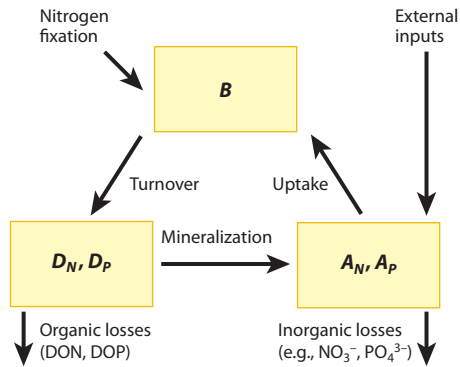 Nitrogen
fixation
External
inputs
B
Turnover
Uptake
Mineralization
D_N, D_P
A_N, A_P
Organic losses
(DON, DOP)
Inorganic losses
(e.g., NO₃⁻, PO₄³⁻)